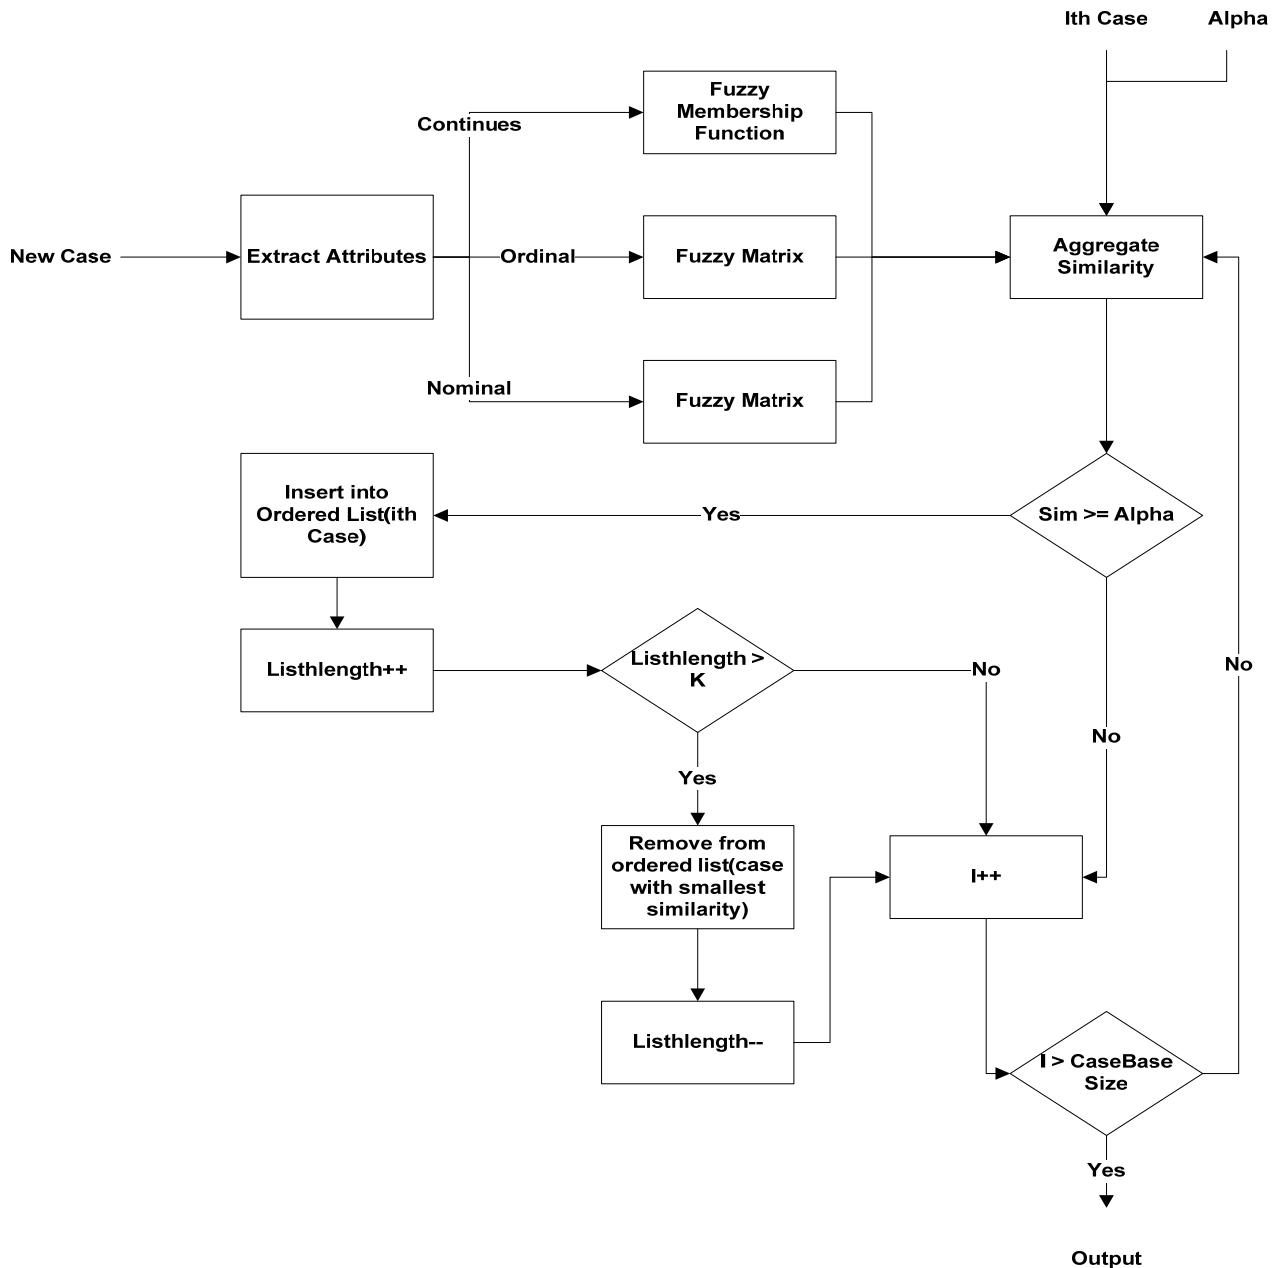 Ith Case
Alpha
Fuzzy
Membership
Function
Continues
New Case
Extract Attributes
Ordinal
Fuzzy Matrix
Aggregate
Similarity
Nominal
Fuzzy Matrix
Insert into
Ordered List(ith
Case)
Yes
Sim >= Alpha
Listhlength++
Listhlength >
K
No
No
No
Yes
Remove from
ordered list(case
with smallest
similarity)
I++
Listhlength--
I > CaseBase
Size
Yes
Output